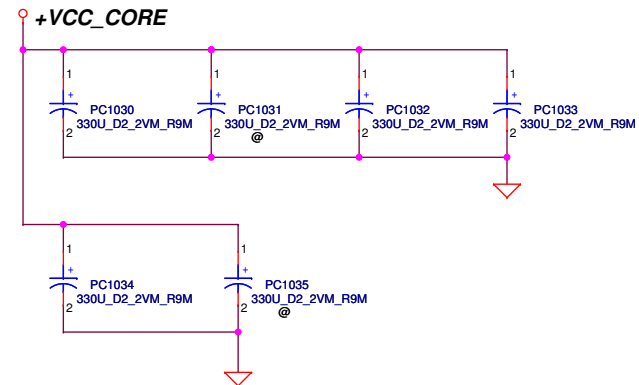 +VCC_CORE
1 1 1 1
+ + + +
PC1030 PC1031 PC1032 PC1033
330U_D2_2VM_R9M 330U_D2_2VM_R9M 330U_D2_2VM_R9M 330U_D2_2VM_R9M
2 2 2 2
@
1 1
+ +
PC1034 PC1035
330U_D2_2VM_R9M 330U_D2_2VM_R9M
2 2
@